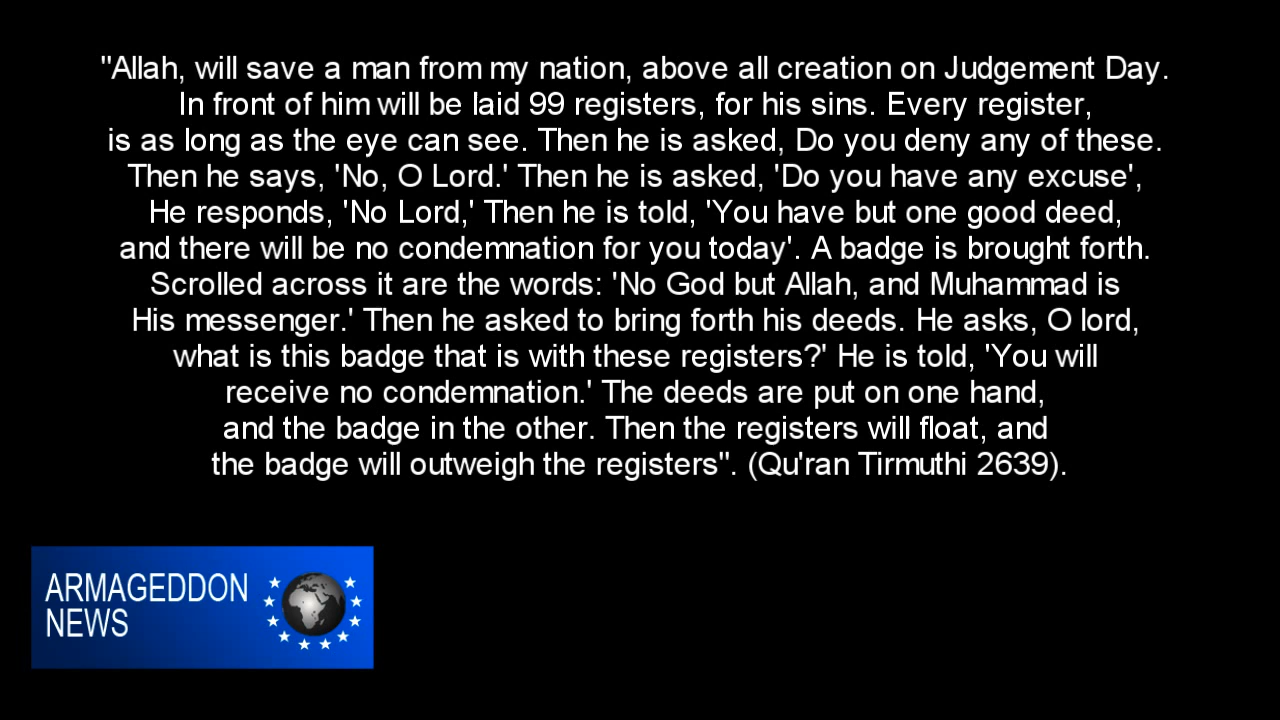 "Allah, will save a man from my nation, above all creation on Judgement Day.
In front of him will be laid 99 registers, for his sins. Every register,
is as long as the eye can see. Then he is asked, Do you deny any of these.
Then he says, 'No, O Lord.' Then he is asked, 'Do you have any excuse',
He responds, 'No Lord,' Then he is told, 'You have but one good deed,
and there will be no condemnation for you today'. A badge is brought forth.
Scrolled across it are the words: 'No God but Allah, and Muhammad is
His messenger.' Then he asked to bring forth his deeds. He asks, O lord,
what is this badge that is with these registers?' He is told, 'You will
receive no condemnation.' The deeds are put on one hand,
and the badge in the other. Then the registers will float, and
the badge will outweigh the registers". (Qu'ran Tirmuthi 2639).
ARMAGEDDON
NEWS